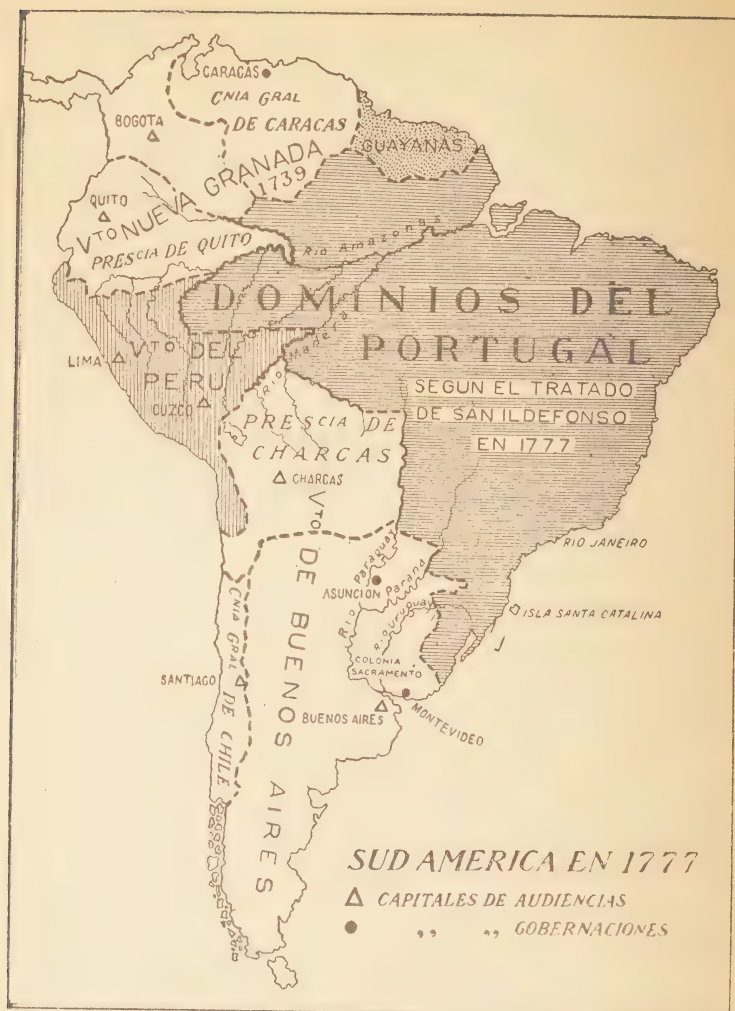 CARACAS
CNIA GRAL
DE CARACAS
BOGOTA
GUAYANAS
VTO NUEVA GRANADA
1739
QUITO
PRESCIA DE QUITO
Rio Amazonas
DOMINIOS DEL
PORTUGAL
SEGUN EL TRATADO
DE SAN ILDEFONSO
EN 1777
Rio Madera
LIMA
VTO DEL
PERU
CUZCO
PRESCIA DE
CHARCAS
CHARCAS
VTO
DE BUENOS AIRES
RIO JANEIRO
Paraguay
ASUNCION
Rio Parana
ISLA SANTA CATALINA
R. Uruguay
CNIA GRAL
DE CHILE
COLONIA
SACRAMENTO
SANTIAGO
BUENOS AIRES
MONTEVIDEO
SUD AMERICA EN 1777
△ CAPITALES DE AUDIENCIAS
● ,, ,, GOBERNACIONES